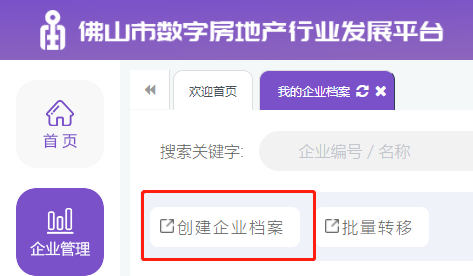 佛山市数字房地产行业发展平台
首页
企业管理
欢迎首页
我的企业档案
搜索关键字:
企业编号 / 名称
创建企业档案
批量转移